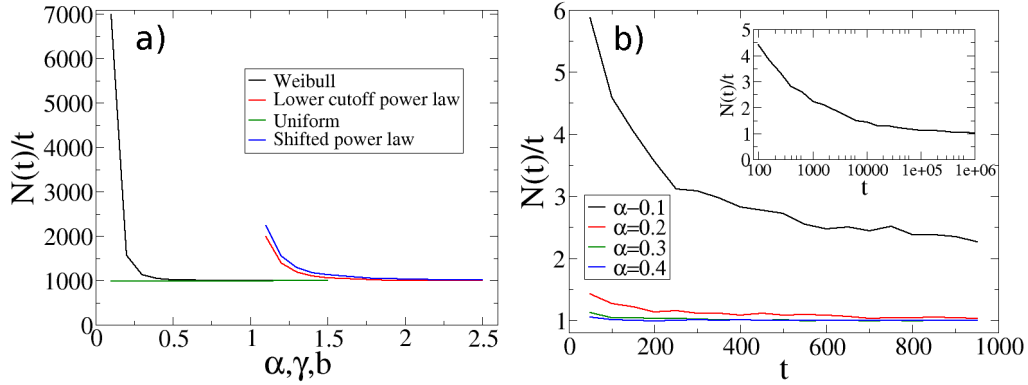 a)
N(t)/t
7000
6000
5000
4000
3000
2000
1000
0
Weibull
Lower cutoff power law
Uniform
Shifted power law
0 0.5 1 1.5 2 2.5
α,γ,b
b)
N(t)/t
6
5
4
3
2
1
α-0.1
α=0.2
α=0.3
α=0.4
0 200 400 600 800 1000
t
N(t)/t
5
4
3
2
1
0
100 1000 10000 1e+05 1e+06
t